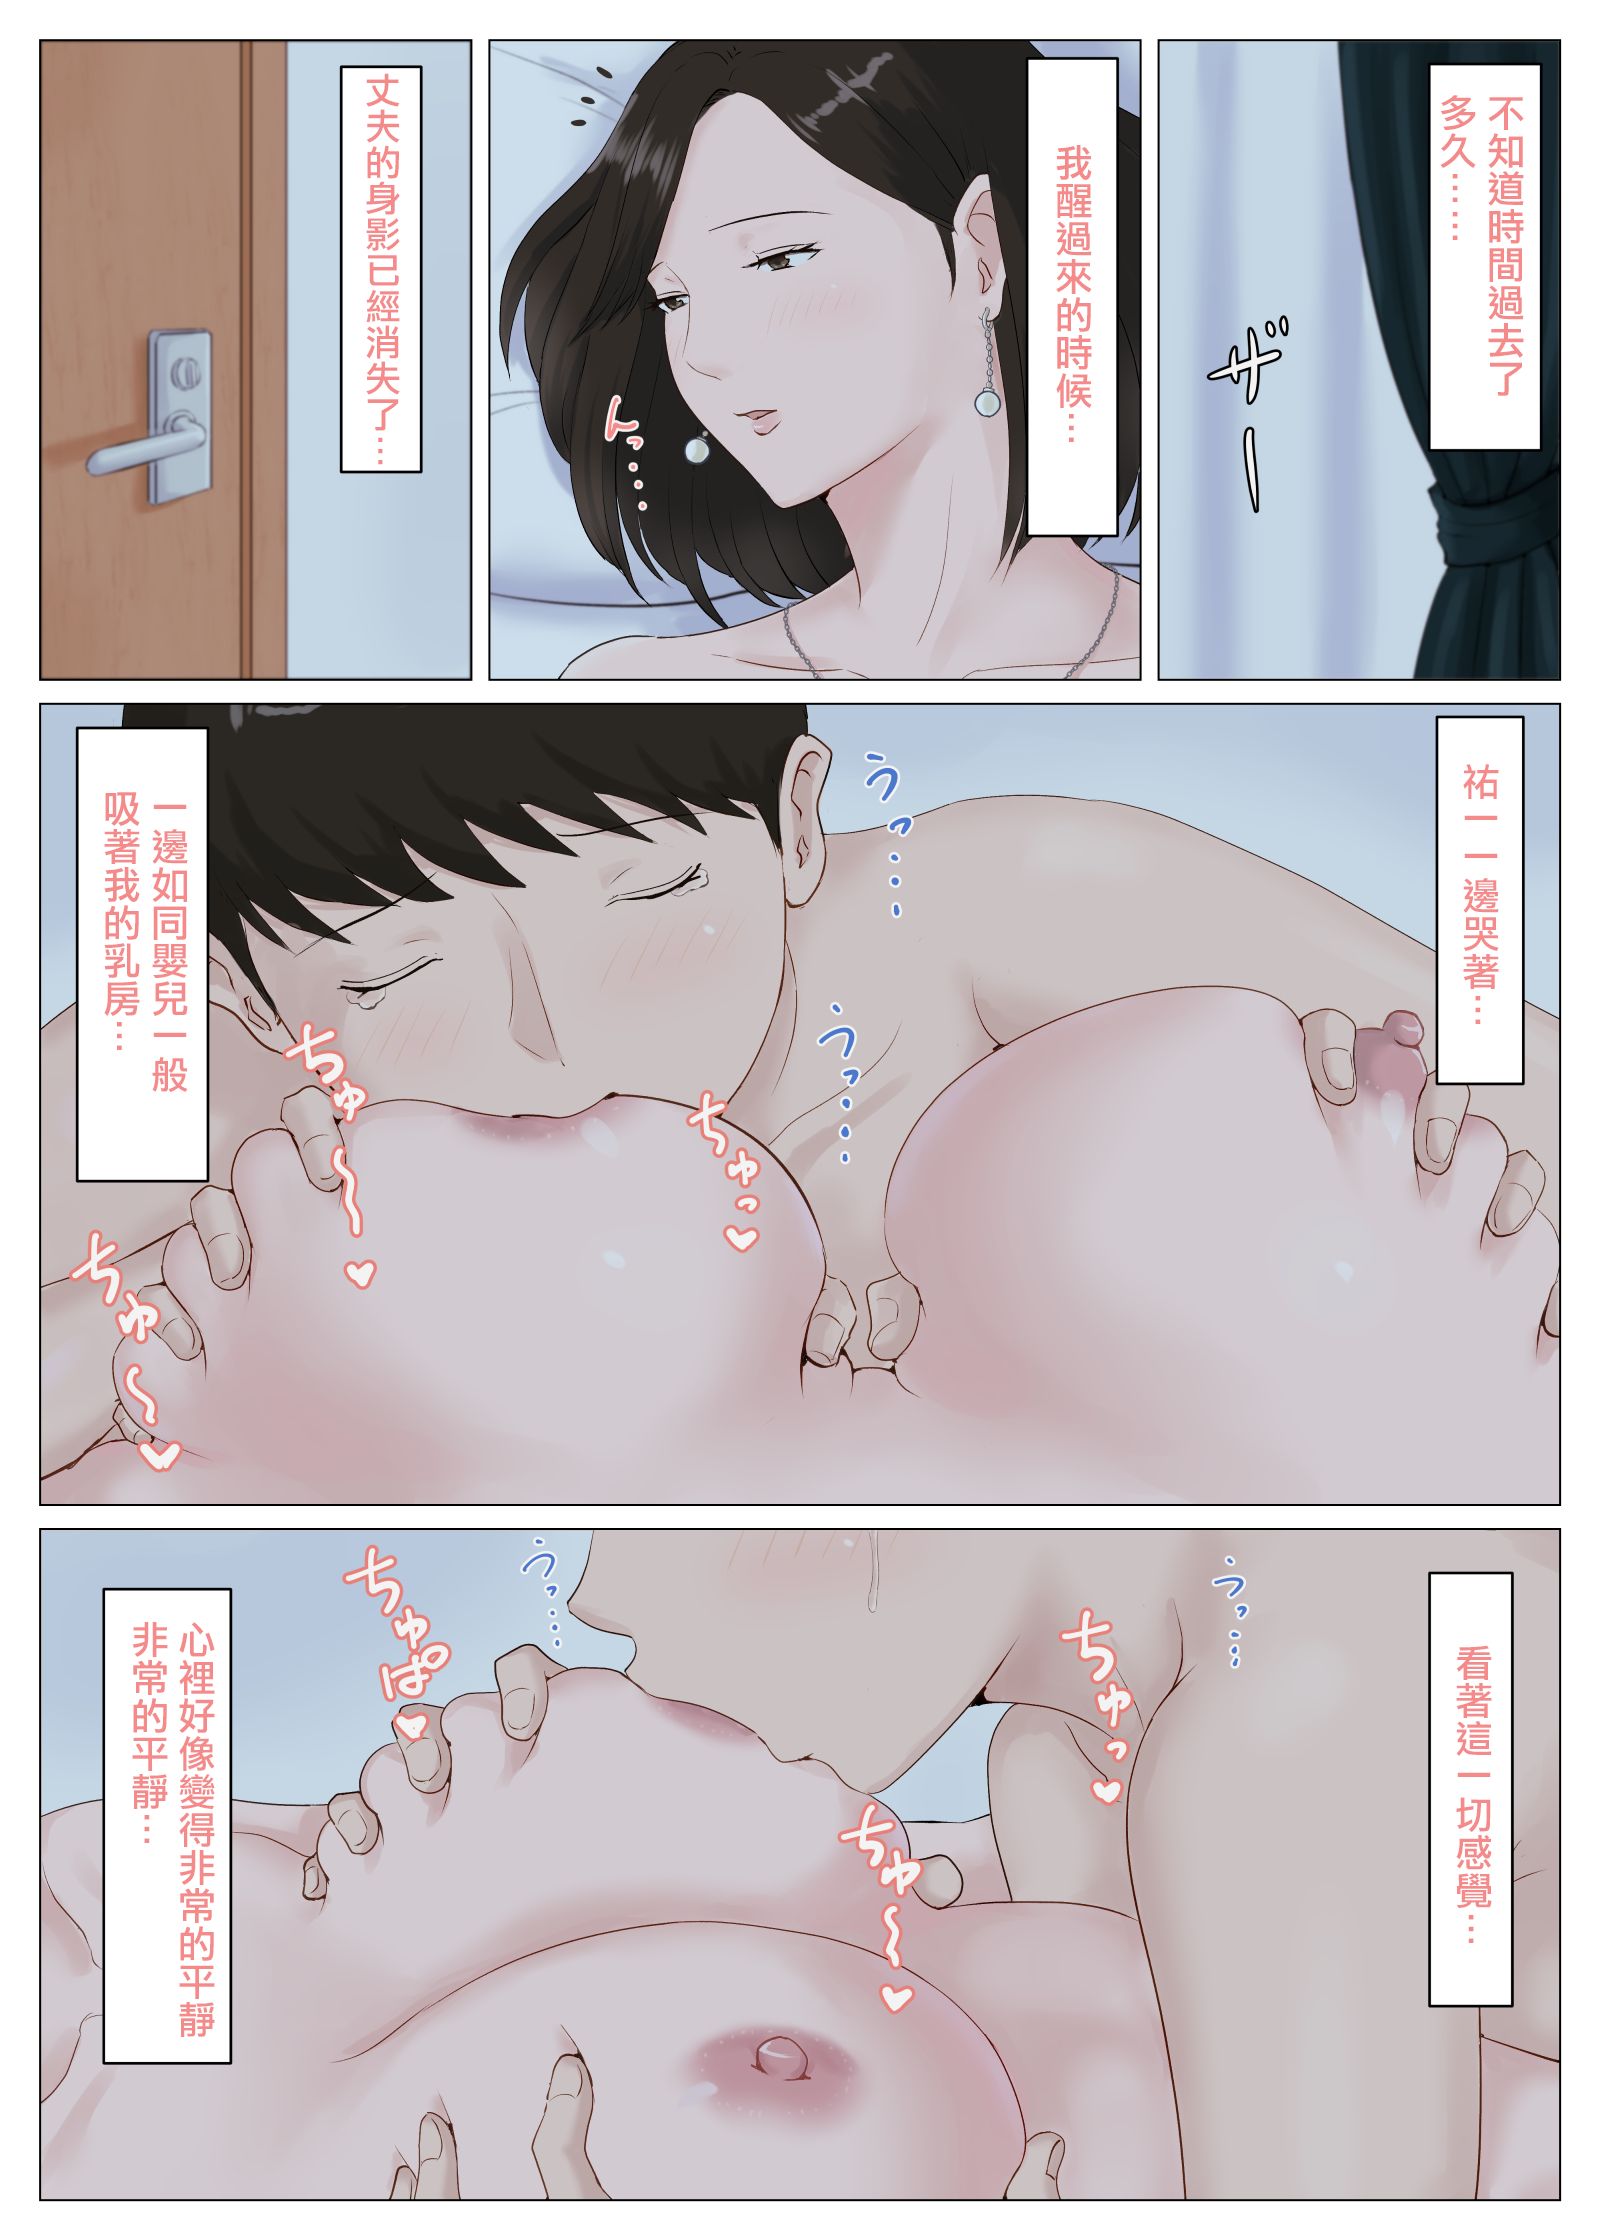 不知道時間過去了
多久……
ザーッ
我醒過來的時候…
んっ…
丈夫的身影已經消失了…
祐一一邊哭著…
うっ…
うっ…
一邊如同嬰兒一般
吸著我的乳房…
ちゅっ♥
ちゅ～♥
ちゅ～♥
看著這一切感覺…
うっ…
ちゅっ♥
うっ…
ちゅぱっ♥
ちゅ～♥
心裡好像變得非常的平靜
非常的平靜…